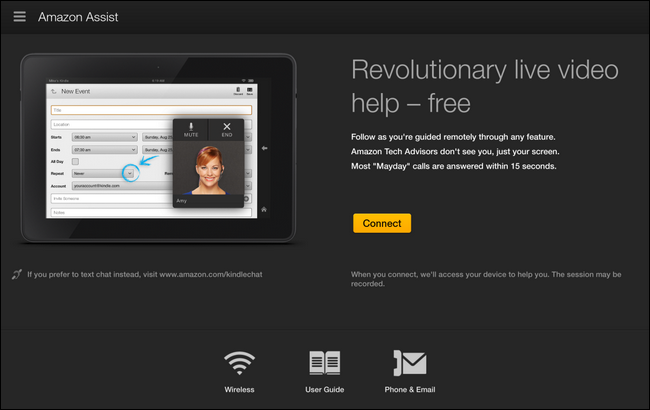 Amazon Assist
New Event
Title
Location
Starts
08:00 am
Sunday, Aug
Ends
07:00 am
Sunday, Aug
All Day
Repeat
Never
Account
youraccount@kindle.com
Invite Someone
Notes
MUTE
END
Amy
Revolutionary live video
help – free
Follow as you're guided remotely through any feature.
Amazon Tech Advisors don't see you, just your screen.
Most "Mayday" calls are answered within 15 seconds.
Connect
If you prefer to text chat instead, visit www.amazon.com/kindlechat
When you connect, we'll access your device to help you. The session may be
recorded.
Wireless
User Guide
Phone & Email